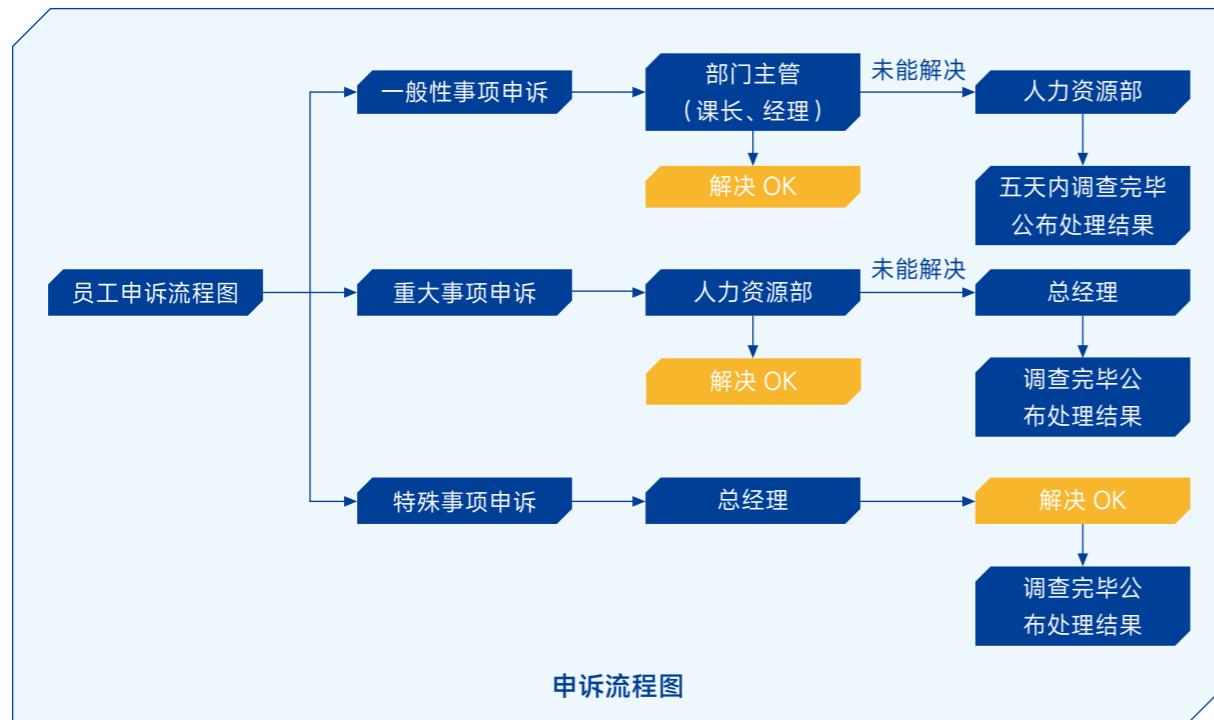 一般性事项申诉
部门主管
（课长、经理）
未能解决
人力资源部
解决 OK
五天内调查完毕
公布处理结果
员工申诉流程图
重大事项申诉
人力资源部
未能解决
总经理
解决 OK
调查完毕公
布处理结果
特殊事项申诉
总经理
解决 OK
调查完毕公
布处理结果
申诉流程图